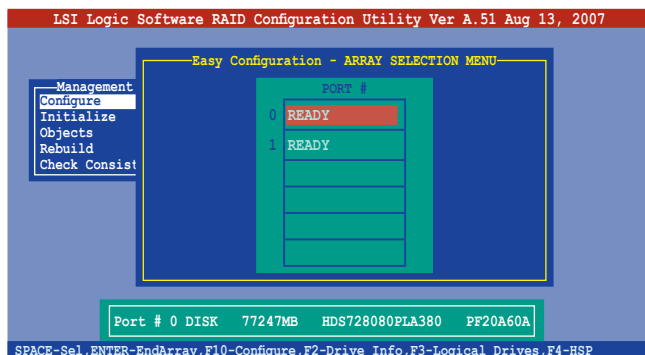 LSI Logic Software RAID Configuration Utility Ver A.51 Aug 13, 2007
Easy Configuration - ARRAY SELECTION MENU
Management
Configure
Initialize
Objects
Rebuild
Check Consist
PORT #
0 READY
1 READY
Port # 0 DISK 77247MB HDS728080PLA380 PF20A60A
SPACE-Sel,ENTER-EndArray,F10-Configure,F2-Drive Info,F3-Logical Drives,F4-HSP